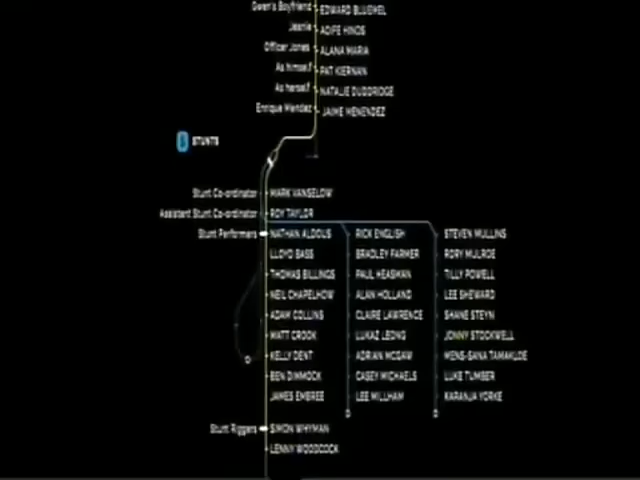 Gwen's Boyfriend EDWARD BLUEMEL
Jeanie AOIFE HINDS
Officer Jones ALANA MARIA
As himself PAT KIERNAN
As herself NATALIE DUDDRIDGE
Enrique Mendez JAIME MENENDEZ
STUNTS
Stunt Co-ordinator MARK VANSELOW
Assistant Stunt Co-ordinator ROY TAYLOR
Stunt Performers NATHAN ALDOUS RICK ENGLISH STEVEN MULLINS
LLOYD BASS BRADLEY FARMER RORY MULROE
THOMAS BILLINGS PAUL HEASMAN TILLY POWELL
NEIL CHAPELHOW ALAN HOLLAND LEE SHEWARD
ADAM COLLINS CLAIRE LAWRENCE SHANE STEYN
MATT CROOK LUKAZ LEONG JONNY STOCKWELL
KELLY DENT ADRIAN MCGAW MENS-SANA TAMAKLOE
BEN DIMMOCK CASEY MICHAELS LUKE TUMBER
JAMES EMBREE LEE MILLHAM KARANJA YORKE
Stunt Riggers SIMON WHYMAN
LENNY WOODCOCK